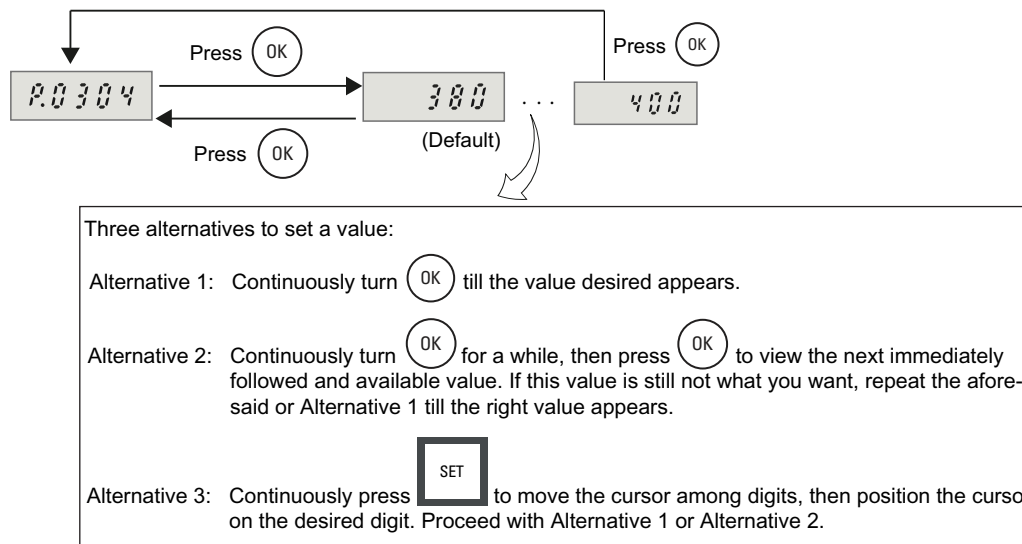 Press OK
Press OK
P.0304
380 . . . 400
(Default)
Press OK
Three alternatives to set a value:
Alternative 1: Continuously turn OK till the value desired appears.
Alternative 2: Continuously turn OK for a while, then press OK to view the next immediately
followed and available value. If this value is still not what you want, repeat the afore-
said or Alternative 1 till the right value appears.
SET
Alternative 3: Continuously press to move the cursor among digits, then position the curso
on the desired digit. Proceed with Alternative 1 or Alternative 2.